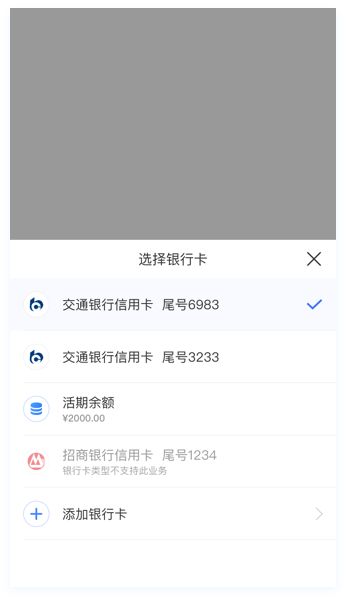 选择银行卡
交通银行信用卡 尾号6983
交通银行信用卡 尾号3233
活期余额
¥2000.00
招商银行信用卡 尾号1234
银行卡类型不支持此业务
添加银行卡